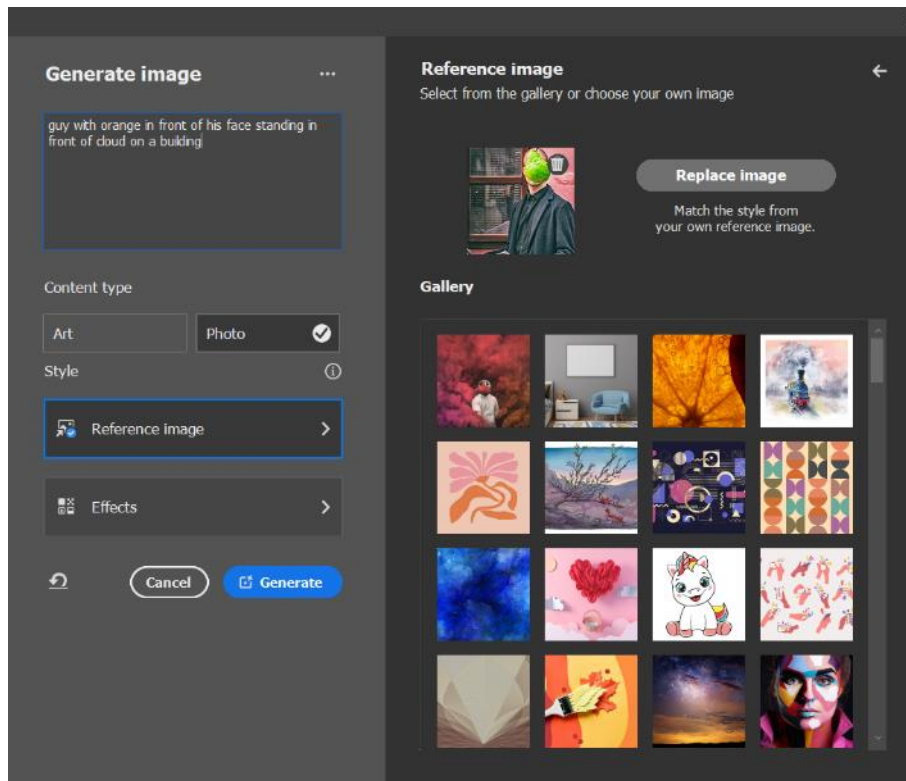 Generate image
guy with orange in front of his face standing in
front of cloud on a building
Content type
Art
Photo
Style
Reference image
Effects
Cancel
Generate
Reference image
Select from the gallery or choose your own image
Replace image
Match the style from
your own reference image.
Gallery